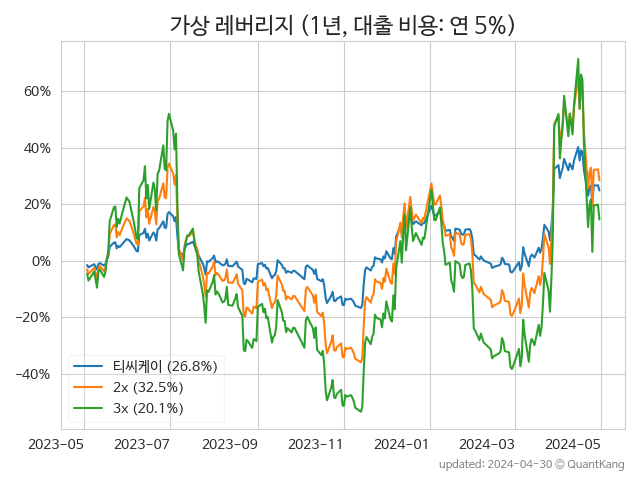 가상 레버리지 (1년, 대출 비용: 연 5%)
60%
40%
20%
0%
−20%
−40%
티씨케이 (26.8%)
2x (32.5%)
3x (20.1%)
2023-05 2023-07 2023-09 2023-11 2024-01 2024-03 2024-05
updated: 2024-04-30 © QuantKang